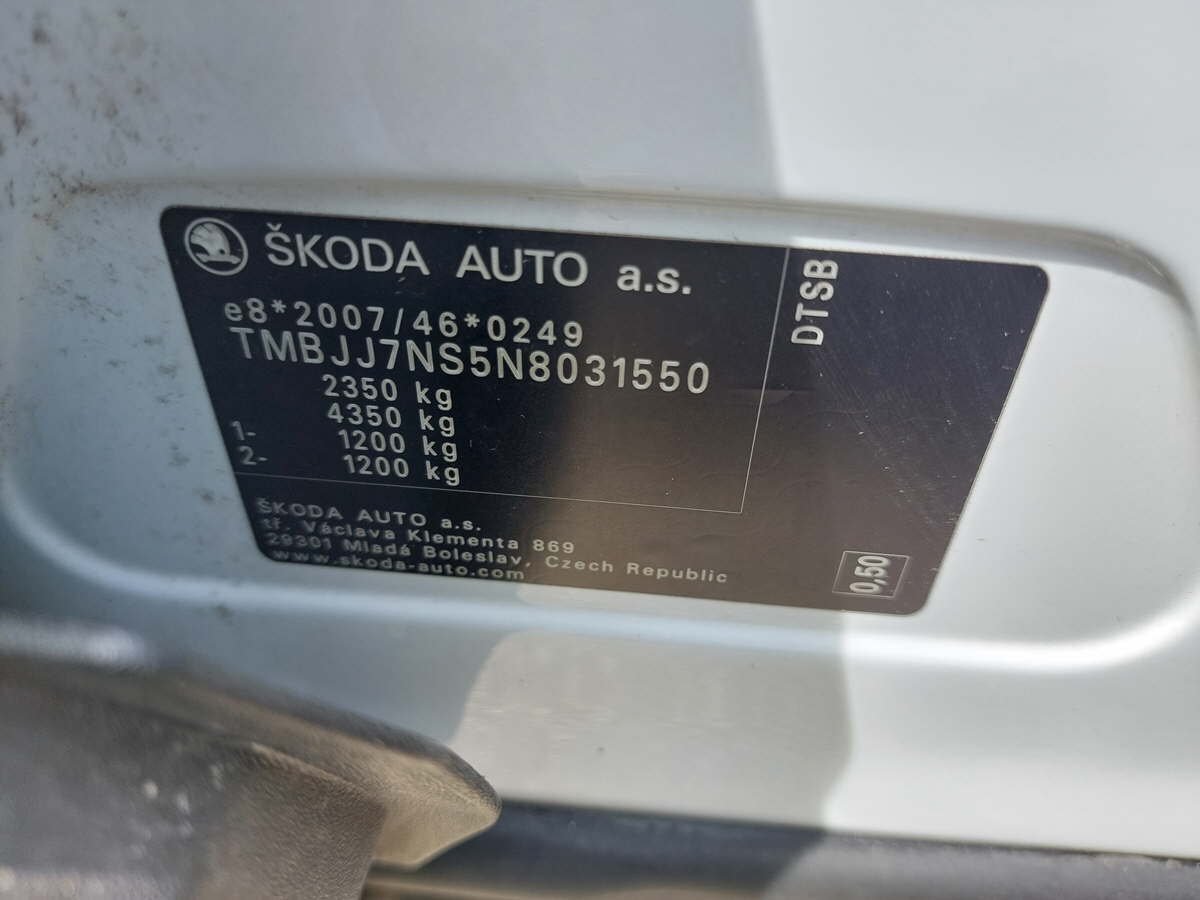 ŠKODA AUTO a.s.
e8*2007/46*0249
TMBJJ7NS5N8031550
2350 kg
4350 kg
1- 1200 kg
2- 1200 kg
DTSB
ŠKODA AUTO a.s.
tř. Václava Klementa 869
29301 Mladá Boleslav, Czech Republic
www.skoda-auto.com
0,50